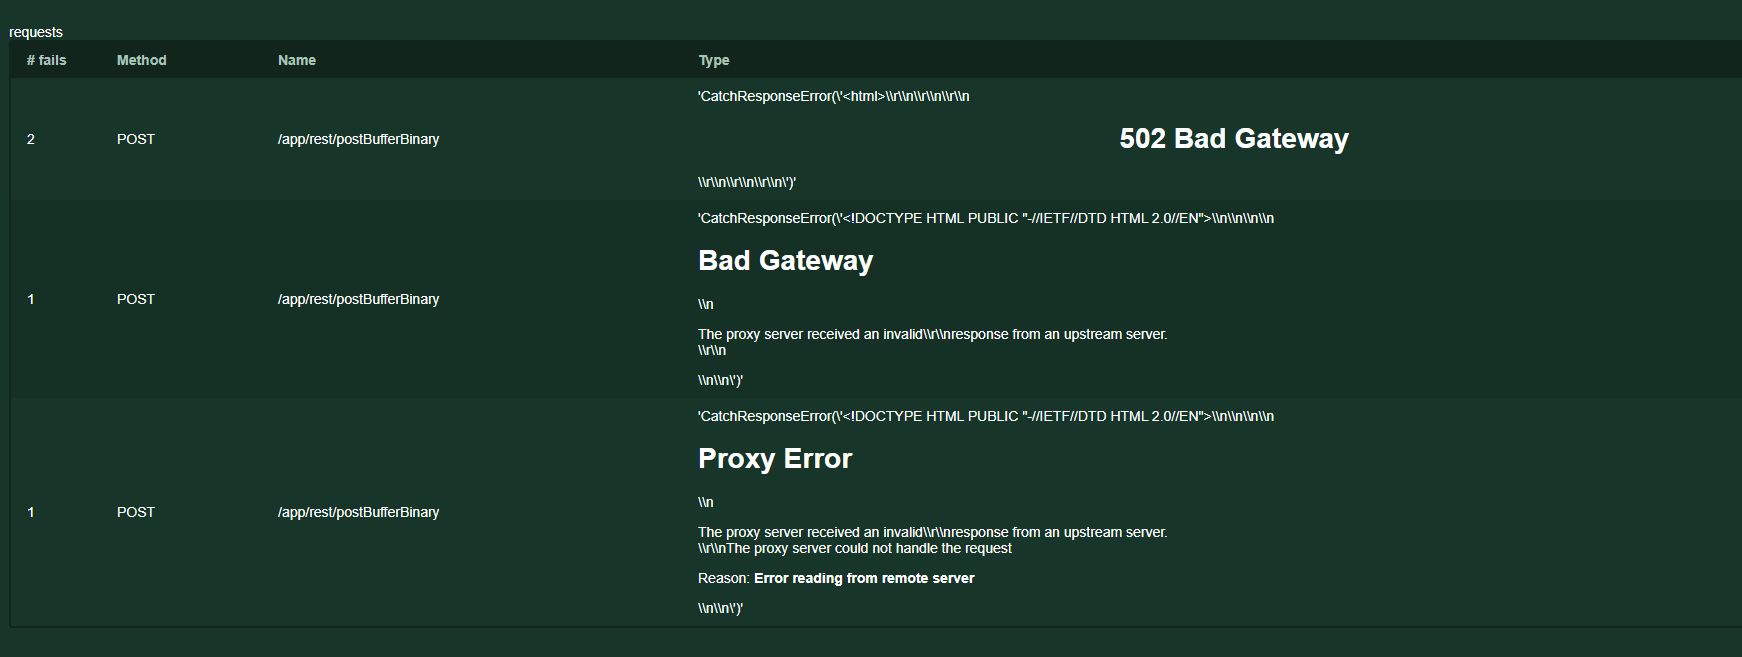 requests
# fails Method Name Type
'CatchResponseError(\'<html>\\r\\n\\r\\n\\r\\n
502 Bad Gateway
2 POST /app/rest/postBufferBinary
\\r\\n\\r\\n\\r\\n\')'
'CatchResponseError(\'<!DOCTYPE HTML PUBLIC "-//IETF//DTD HTML 2.0//EN">\\n\\n\\n\\n
Bad Gateway
1 POST /app/rest/postBufferBinary
\\n
The proxy server received an invalid\\r\\nresponse from an upstream server.
\\r\\n
\\n\\n\')'
'CatchResponseError(\'<!DOCTYPE HTML PUBLIC "-//IETF//DTD HTML 2.0//EN">\\n\\n\\n\\n
Proxy Error
\\n
1 POST /app/rest/postBufferBinary
The proxy server received an invalid\\r\\nresponse from an upstream server.
\\r\\nThe proxy server could not handle the request
Reason: Error reading from remote server
\\n\\n\')'